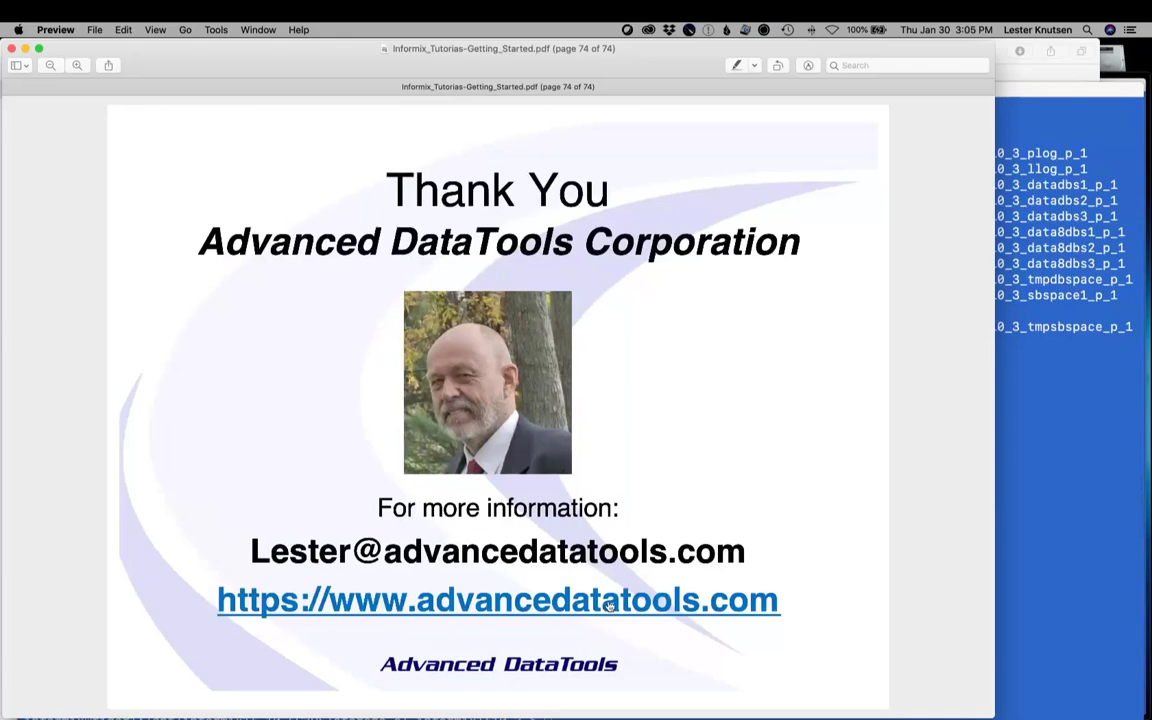 Preview File Edit View Go Tools Window Help 100% Thu Jan 30 3:05 PM Lester Knutsen
Informix_Tutorias-Getting_Started.pdf (page 74 of 74)
Search
Informix_Tutorias-Getting_Started.pdf (page 74 of 74)
Thank You
Advanced DataTools Corporation
For more information:
Lester@advancedatatools.com
https://www.advancedatatools.com
Advanced DataTools
0_3_plog_p_1
0_3_llog_p_1
0_3_datadbs1_p_1
0_3_datadbs2_p_1
0_3_datadbs3_p_1
0_3_data8dbs1_p_1
0_3_data8dbs2_p_1
0_3_data8dbs3_p_1
0_3_tmpdbspace_p_1
0_3_sbspace1_p_1
0_3_tmpsbspace_p_1